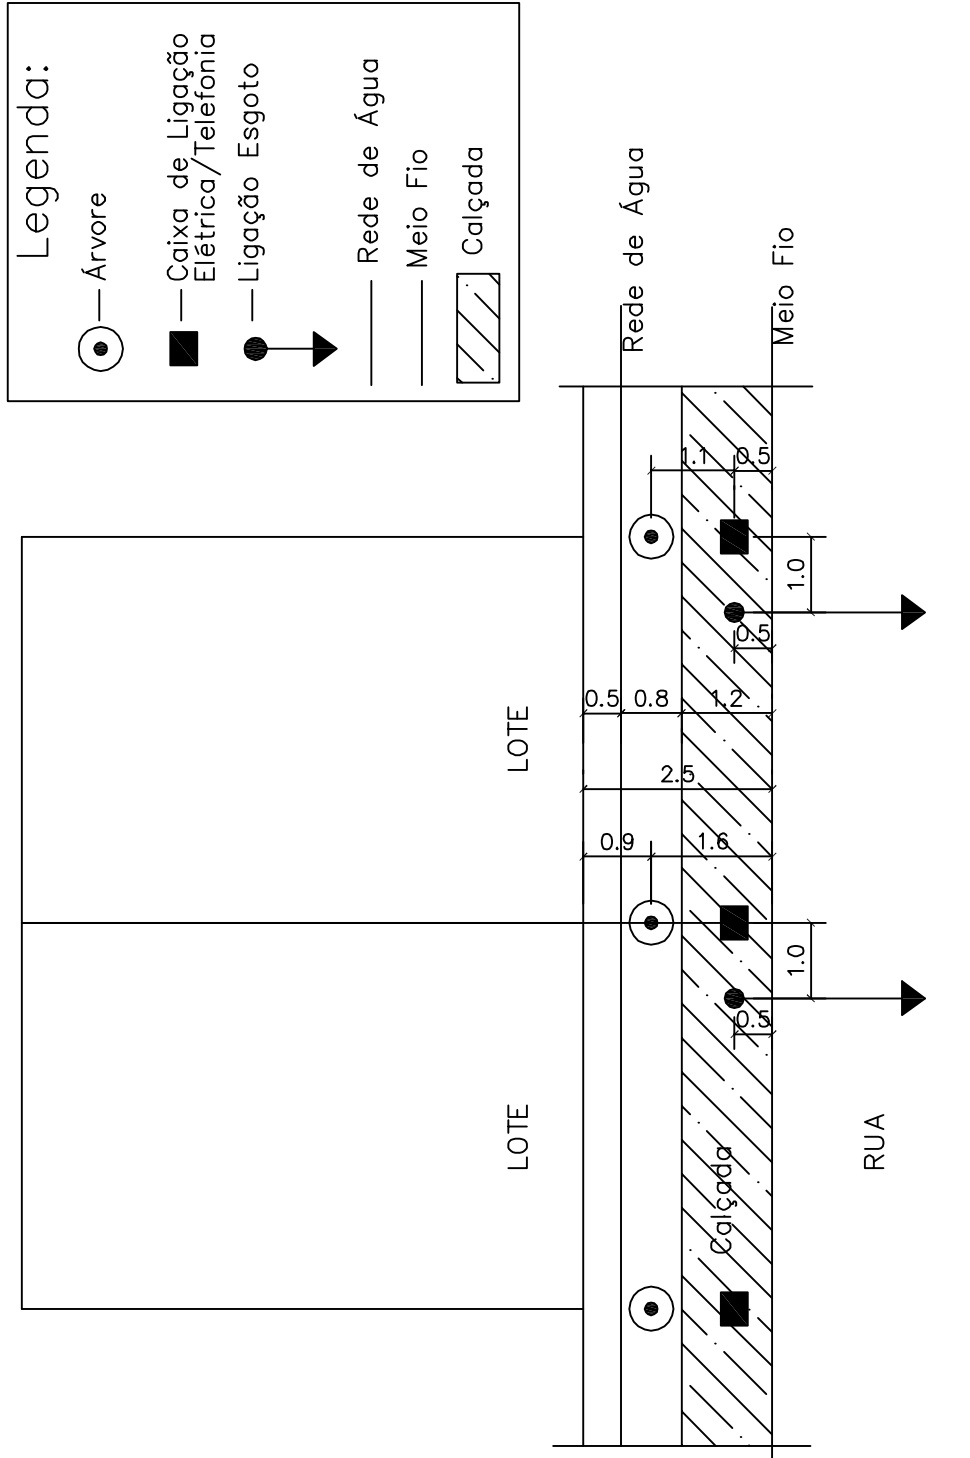 Legenda:
Árvore
Caixa de Ligação
Elétrica/Telefonia
Ligação Esgoto
Rede de Água
Meio Fio
Calçada
Rede de Água
Meio Fio
1.1
0.5
1.0
0.5
LOTE
0.5
0.8
1.2
2.5
0.9
1.6
1.0
0.5
LOTE
Calçada
RUA